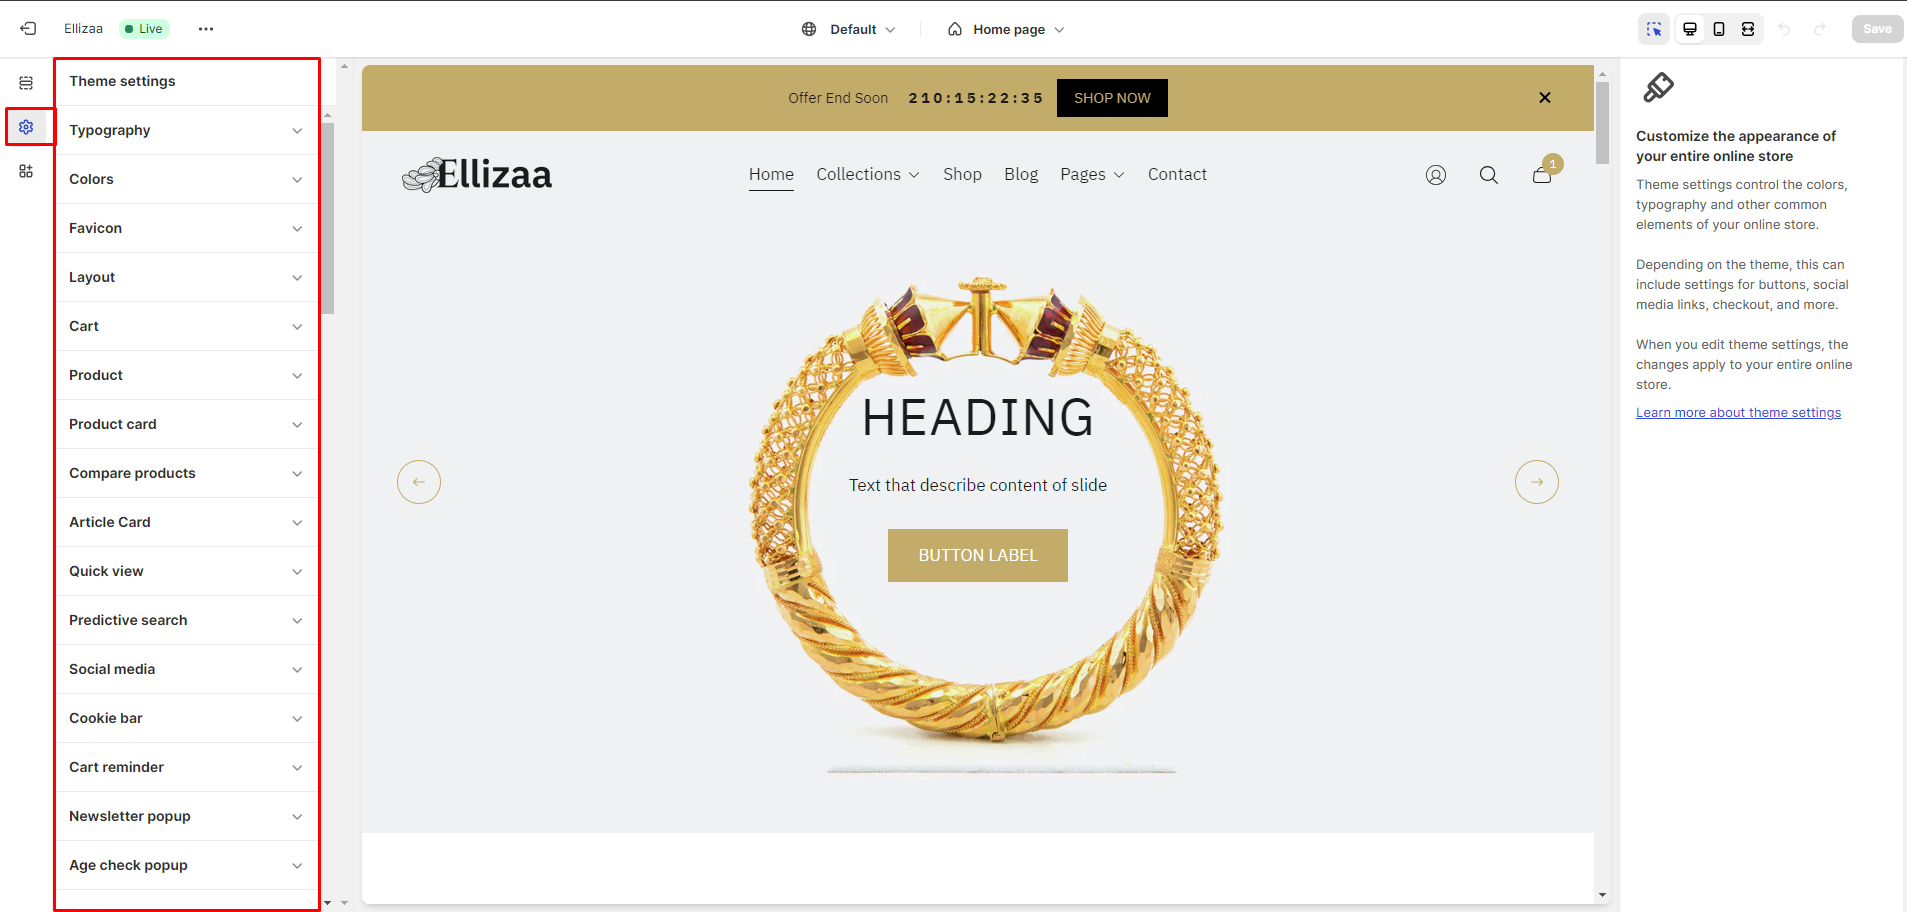 Ellizaa
Live
Default
Home page
Save
Theme settings
Typography
Colors
Favicon
Layout
Cart
Product
Product card
Compare products
Article Card
Quick view
Predictive search
Social media
Cookie bar
Cart reminder
Newsletter popup
Age check popup
Offer End Soon 210:15:22:35 SHOP NOW
Ellizaa
Home Collections Shop Blog Pages Contact
1
HEADING
Text that describe content of slide
BUTTON LABEL
Customize the appearance of
your entire online store
Theme settings control the colors,
typography and other common
elements of your online store.
Depending on the theme, this can
include settings for buttons, social
media links, checkout, and more.
When you edit theme settings, the
changes apply to your entire online
store.
Learn more about theme settings